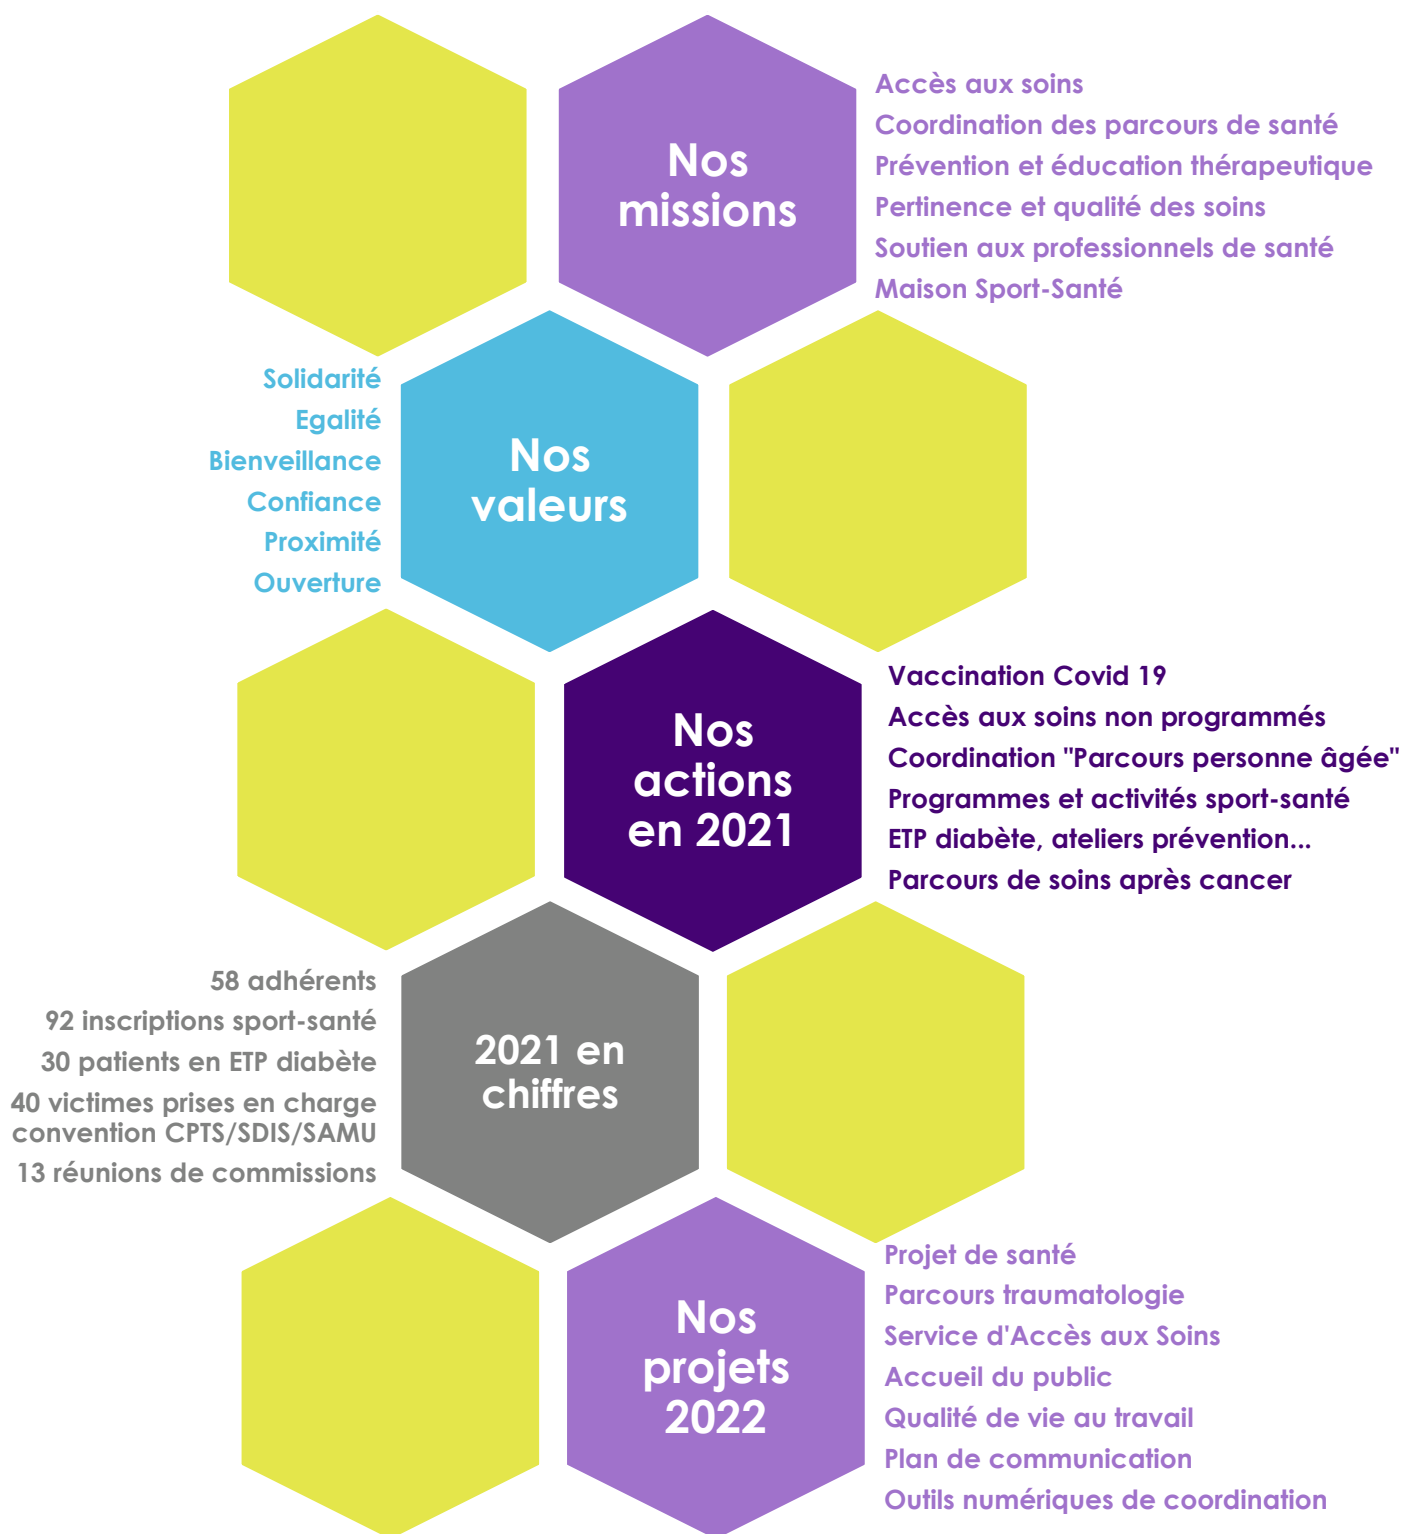 Nos
missions
Accès aux soins
Coordination des parcours de santé
Prévention et éducation thérapeutique
Pertinence et qualité des soins
Soutien aux professionnels de santé
Maison Sport-Santé
Nos
valeurs
Solidarité
Egalité
Bienveillance
Confiance
Proximité
Ouverture
Nos
actions
en 2021
Vaccination Covid 19
Accès aux soins non programmés
Coordination "Parcours personne âgée"
Programmes et activités sport-santé
ETP diabète, ateliers prévention...
Parcours de soins après cancer
2021 en
chiffres
58 adhérents
92 inscriptions sport-santé
30 patients en ETP diabète
40 victimes prises en charge
convention CPTS/SDIS/SAMU
13 réunions de commissions
Nos
projets
2022
Projet de santé
Parcours traumatologie
Service d'Accès aux Soins
Accueil du public
Qualité de vie au travail
Plan de communication
Outils numériques de coordination